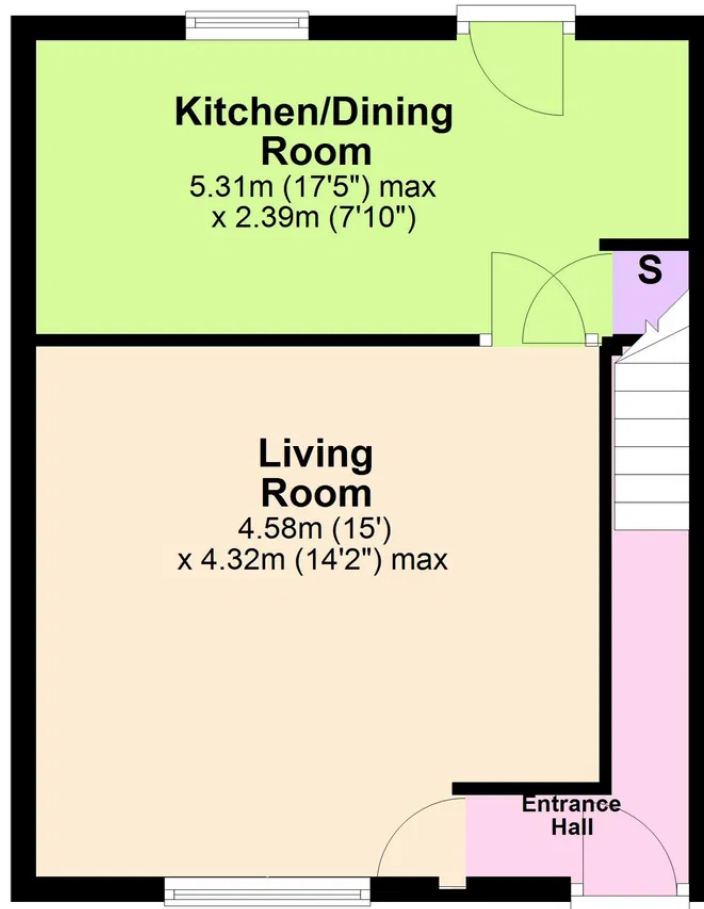 Kitchen/Dining
Room
5.31m (17'5") max
x 2.39m (7'10")
S
Living
Room
4.58m (15')
x 4.32m (14'2") max
Entrance
Hall